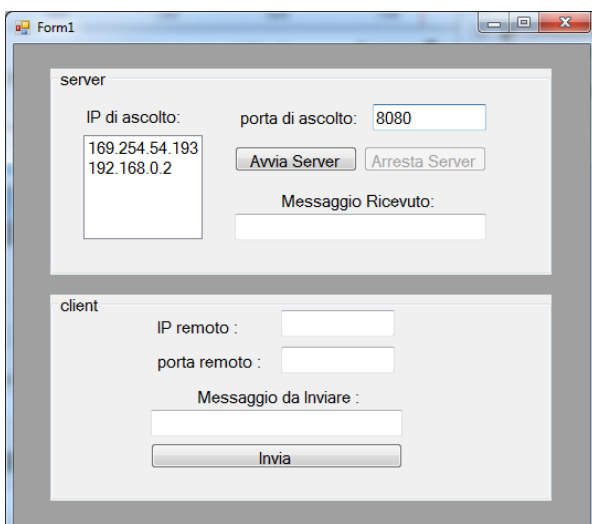 Form1
server
IP di ascolto:
porta di ascolto: 8080
169.254.54.193
192.168.0.2
Avvia Server Arresta Server
Messaggio Ricevuto:
client
IP remoto :
porta remoto :
Messaggio da Inviare :
Invia